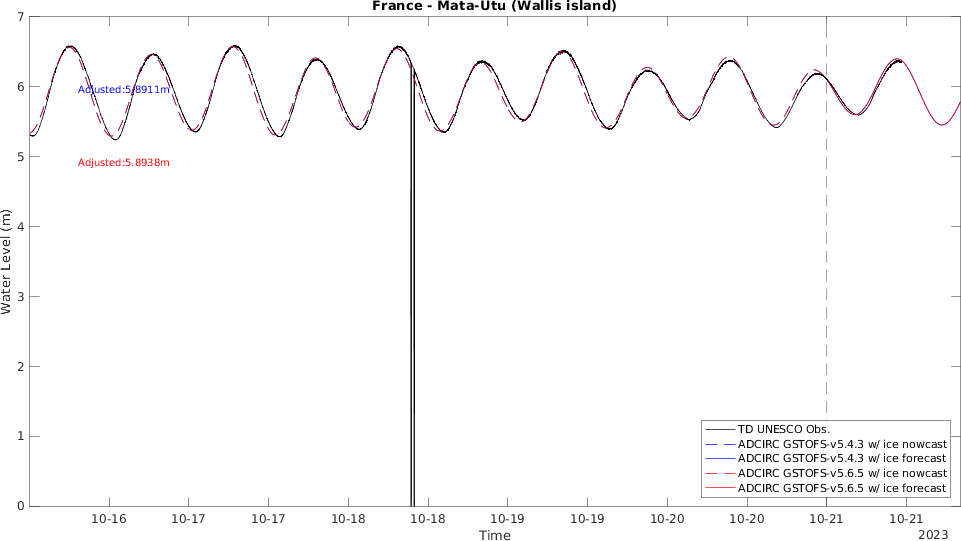 France - Mata-Utu (Wallis island)
7
6
5
4
3
2
1
0
Water Level (m)
Adjusted:5.8911m
Adjusted:5.8938m
TD UNESCO Obs.
ADCIRC GSTOFS-v5.4.3 w/ ice nowcast
ADCIRC GSTOFS-v5.4.3 w/ ice forecast
ADCIRC GSTOFS-v5.6.5 w/ ice nowcast
ADCIRC GSTOFS-v5.6.5 w/ ice forecast
10-16 10-17 10-17 10-18 10-18 10-19 10-19 10-20 10-20 10-21 10-21
Time
2023